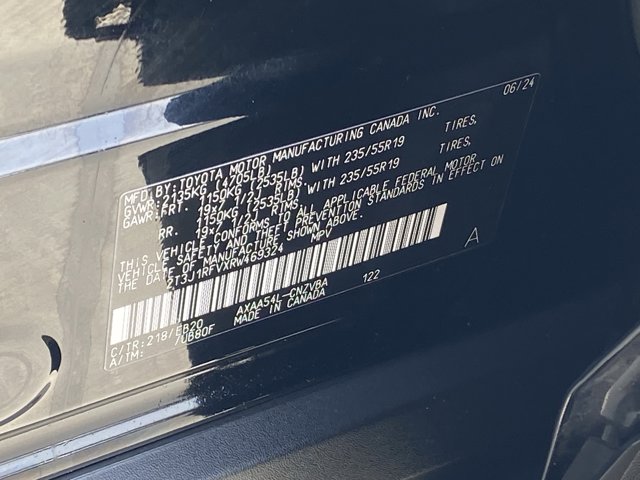 06/24
MFD.BY:TOYOTA MOTOR MANUFACTURING CANADA INC.
GVWR:2135KG (4705LB)
GAWR:FRT. 1150KG (2535LB) WITH 235/55R19 TIRES,
19x7 1/2J RIMS.
RR. 1150KG (2535LB) WITH 235/55R19 TIRES,
19x7 1/2J RIMS.
THIS VEHICLE CONFORMS TO ALL APPLICABLE FEDERAL MOTOR
VEHICLE SAFETY AND THEFT PREVENTION STANDARDS IN EFFECT ON
THE DATE OF MANUFACTURE SHOWN ABOVE.
2T3J1RFVXRW469324 MPV
A
AXAA54L-CNZVBA 122
C/TR:218/EB20 MADE IN CANADA
A/TM: /UB80F